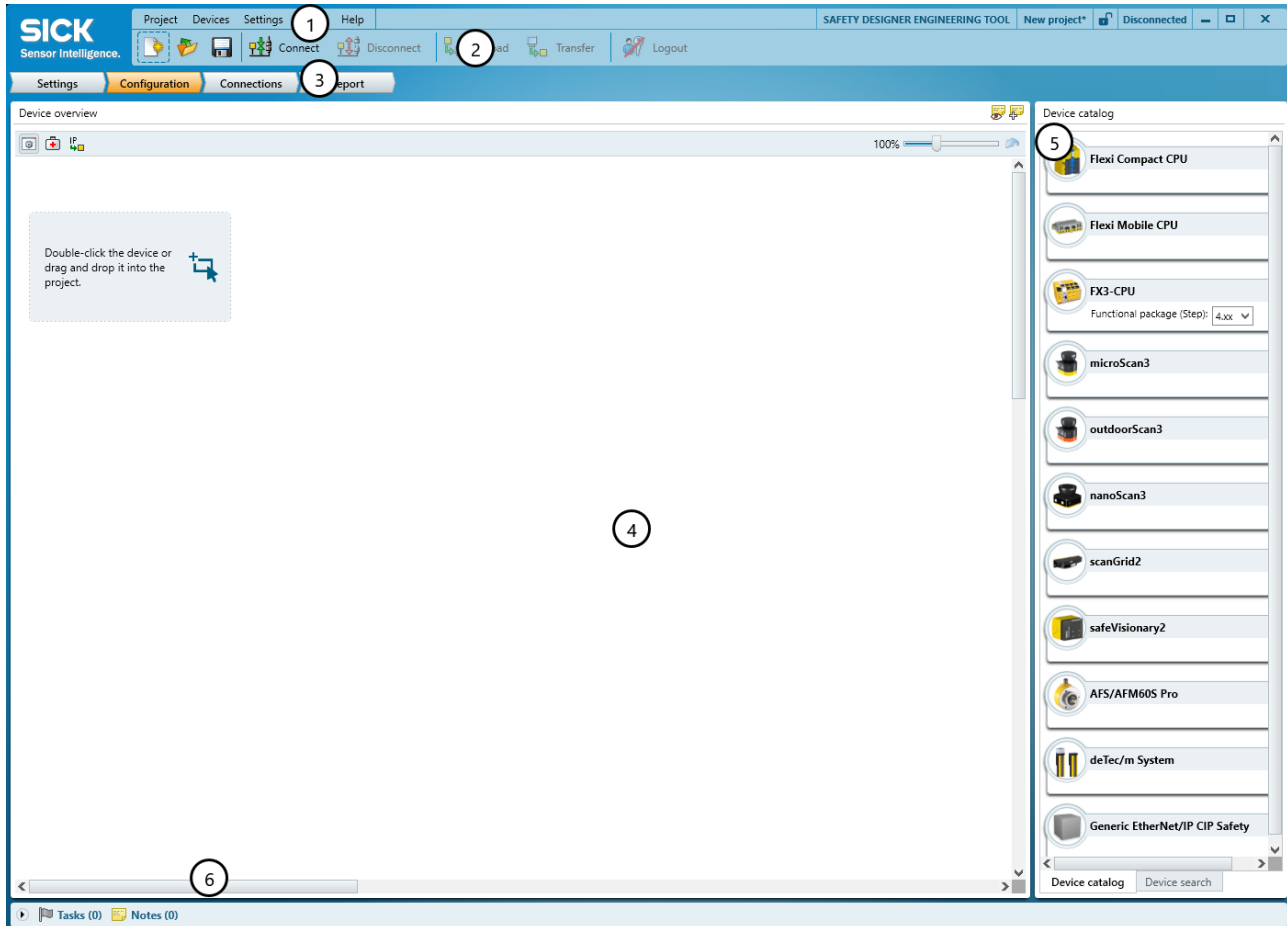 SICK
Sensor Intelligence.
Project Devices Settings 1 Help
SAFETY DESIGNER ENGINEERING TOOL New project* Disconnected
Connect Disconnect 2 Transfer Logout
Settings Configuration Connections 3
Device overview
100%
Double-click the device or
drag and drop it into the
project.
4
6
Device catalog
5
Flexi Compact CPU
Flexi Mobile CPU
FX3-CPU
Functional package (Step): 4.xx
microScan3
outdoorScan3
nanoScan3
scanGrid2
safeVisionary2
AFS/AFM60S Pro
deTec/m System
Generic EtherNet/IP CIP Safety
Device catalog Device search
Tasks (0) Notes (0)